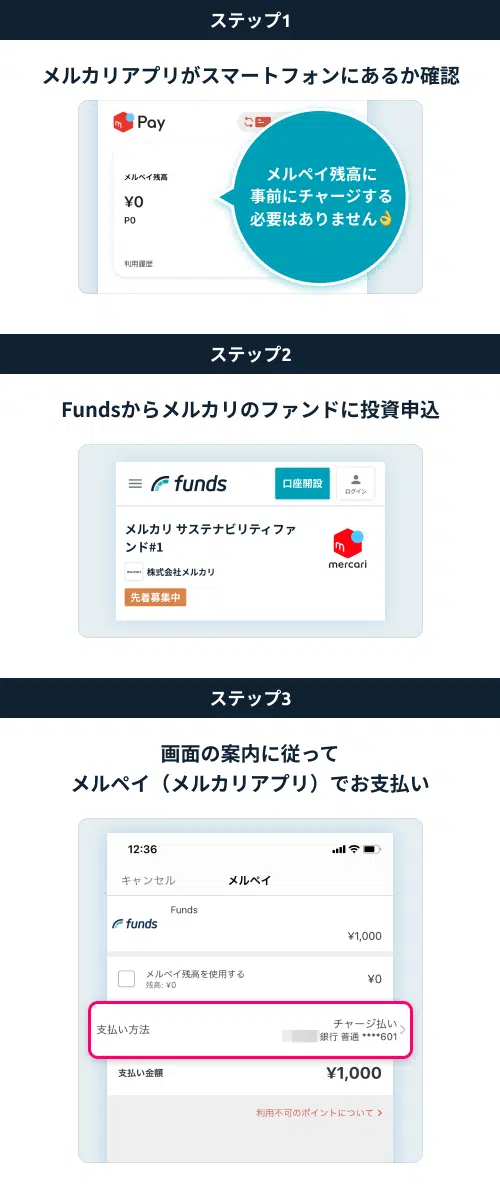 ステップ1
メルカリアプリがスマートフォンにあるか確認
Pay
メルペイ残高
¥0
P0
利用履歴
メルペイ残高に
事前にチャージする
必要はありません👌
ステップ2
Fundsからメルカリのファンドに投資申込
funds
口座開設
ログイン
メルカリ サステナビリティファ
ンド#1
mercari
株式会社メルカリ
先着募集中
mercari
ステップ3
画面の案内に従って
メルペイ（メルカリアプリ）でお支払い
12:36
キャンセル
メルペイ
funds
Funds
¥1,000
メルペイ残高を使用する
¥0
残高: ¥0
支払い方法
チャージ払い
銀行 普通 ****601
支払い金額
¥1,000
利用不可のポイントについて